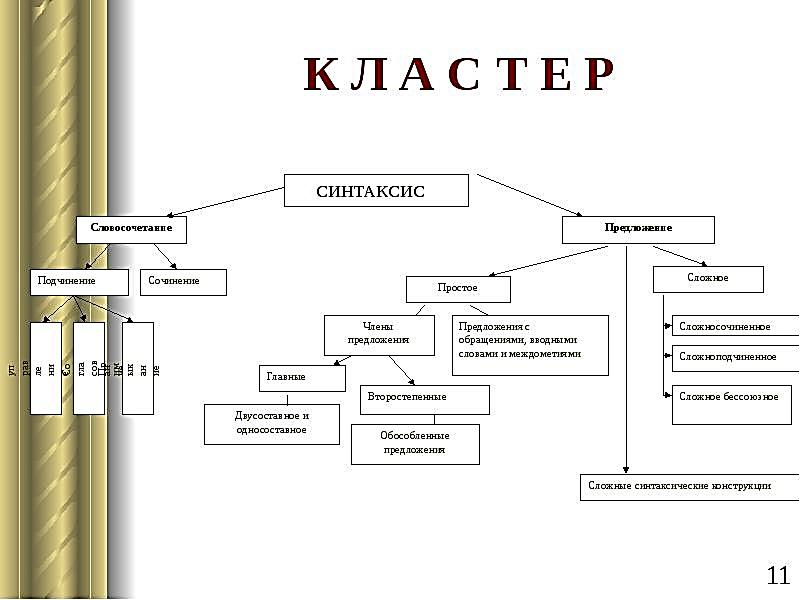 К Л А С Т Е Р
СИНТАКСИС
Словосочетание
Предложение
Подчинение
Сочинение
Простое
Сложное
Члены
предложения
Предложения с
обращениями, вводными
словами и междометиями
Сложносочиненное
Сложноподчиненное
Сложное бессоюзное
Главные
Второстепенные
Двусоставное и
односоставное
Обособленные
предложения
Сложные синтаксические конструкции
11